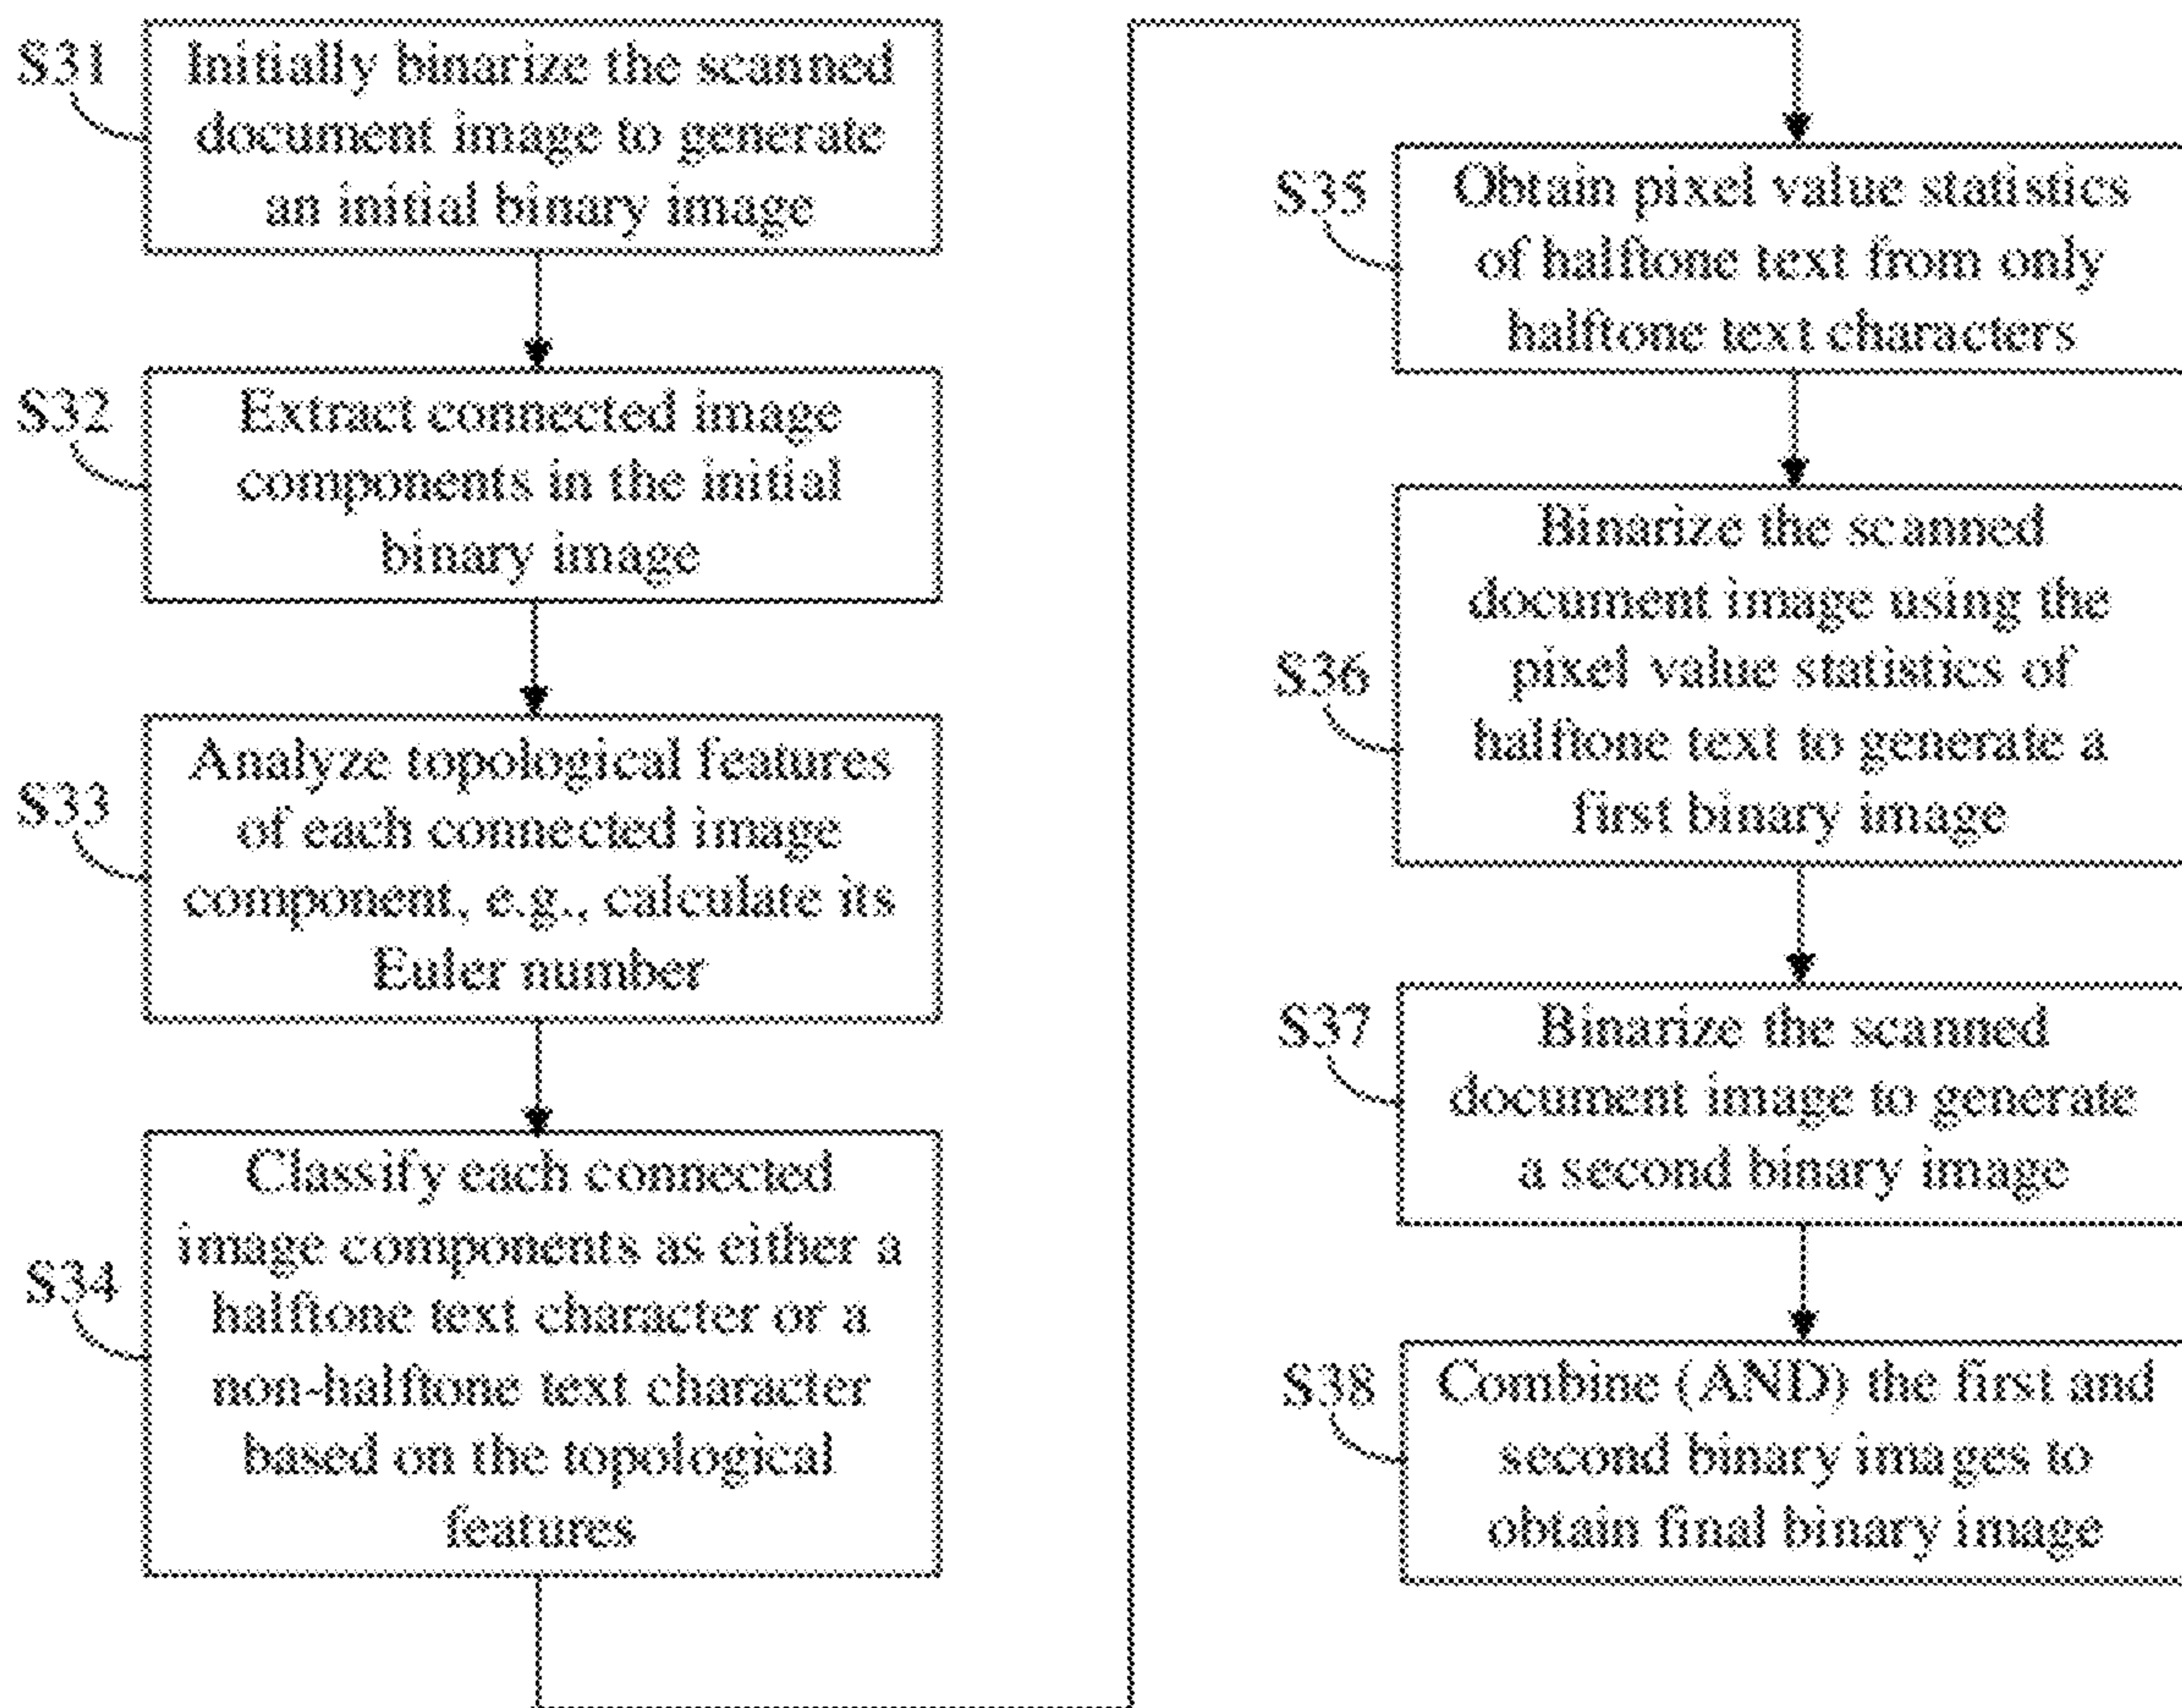 S31
Initially binarize the scanned
document image to generate
an initial binary image
S32
Extract connected image
components in the initial
binary image
S33
Analyze topological features
of each connected image
component, e.g., calculate its
Euler number
S34
Classify each connected
image components as either a
halftone text character or a
non-halftone text character
based on the topological
features
S35
Obtain pixel value statistics
of halftone text from only
halftone text characters
S36
Binarize the scanned
document image using the
pixel value statistics of
halftone text to generate a
first binary image
S37
Binarize the scanned
document image to generate
a second binary image
S38
Combine (AND) the first and
second binary images to
obtain final binary image